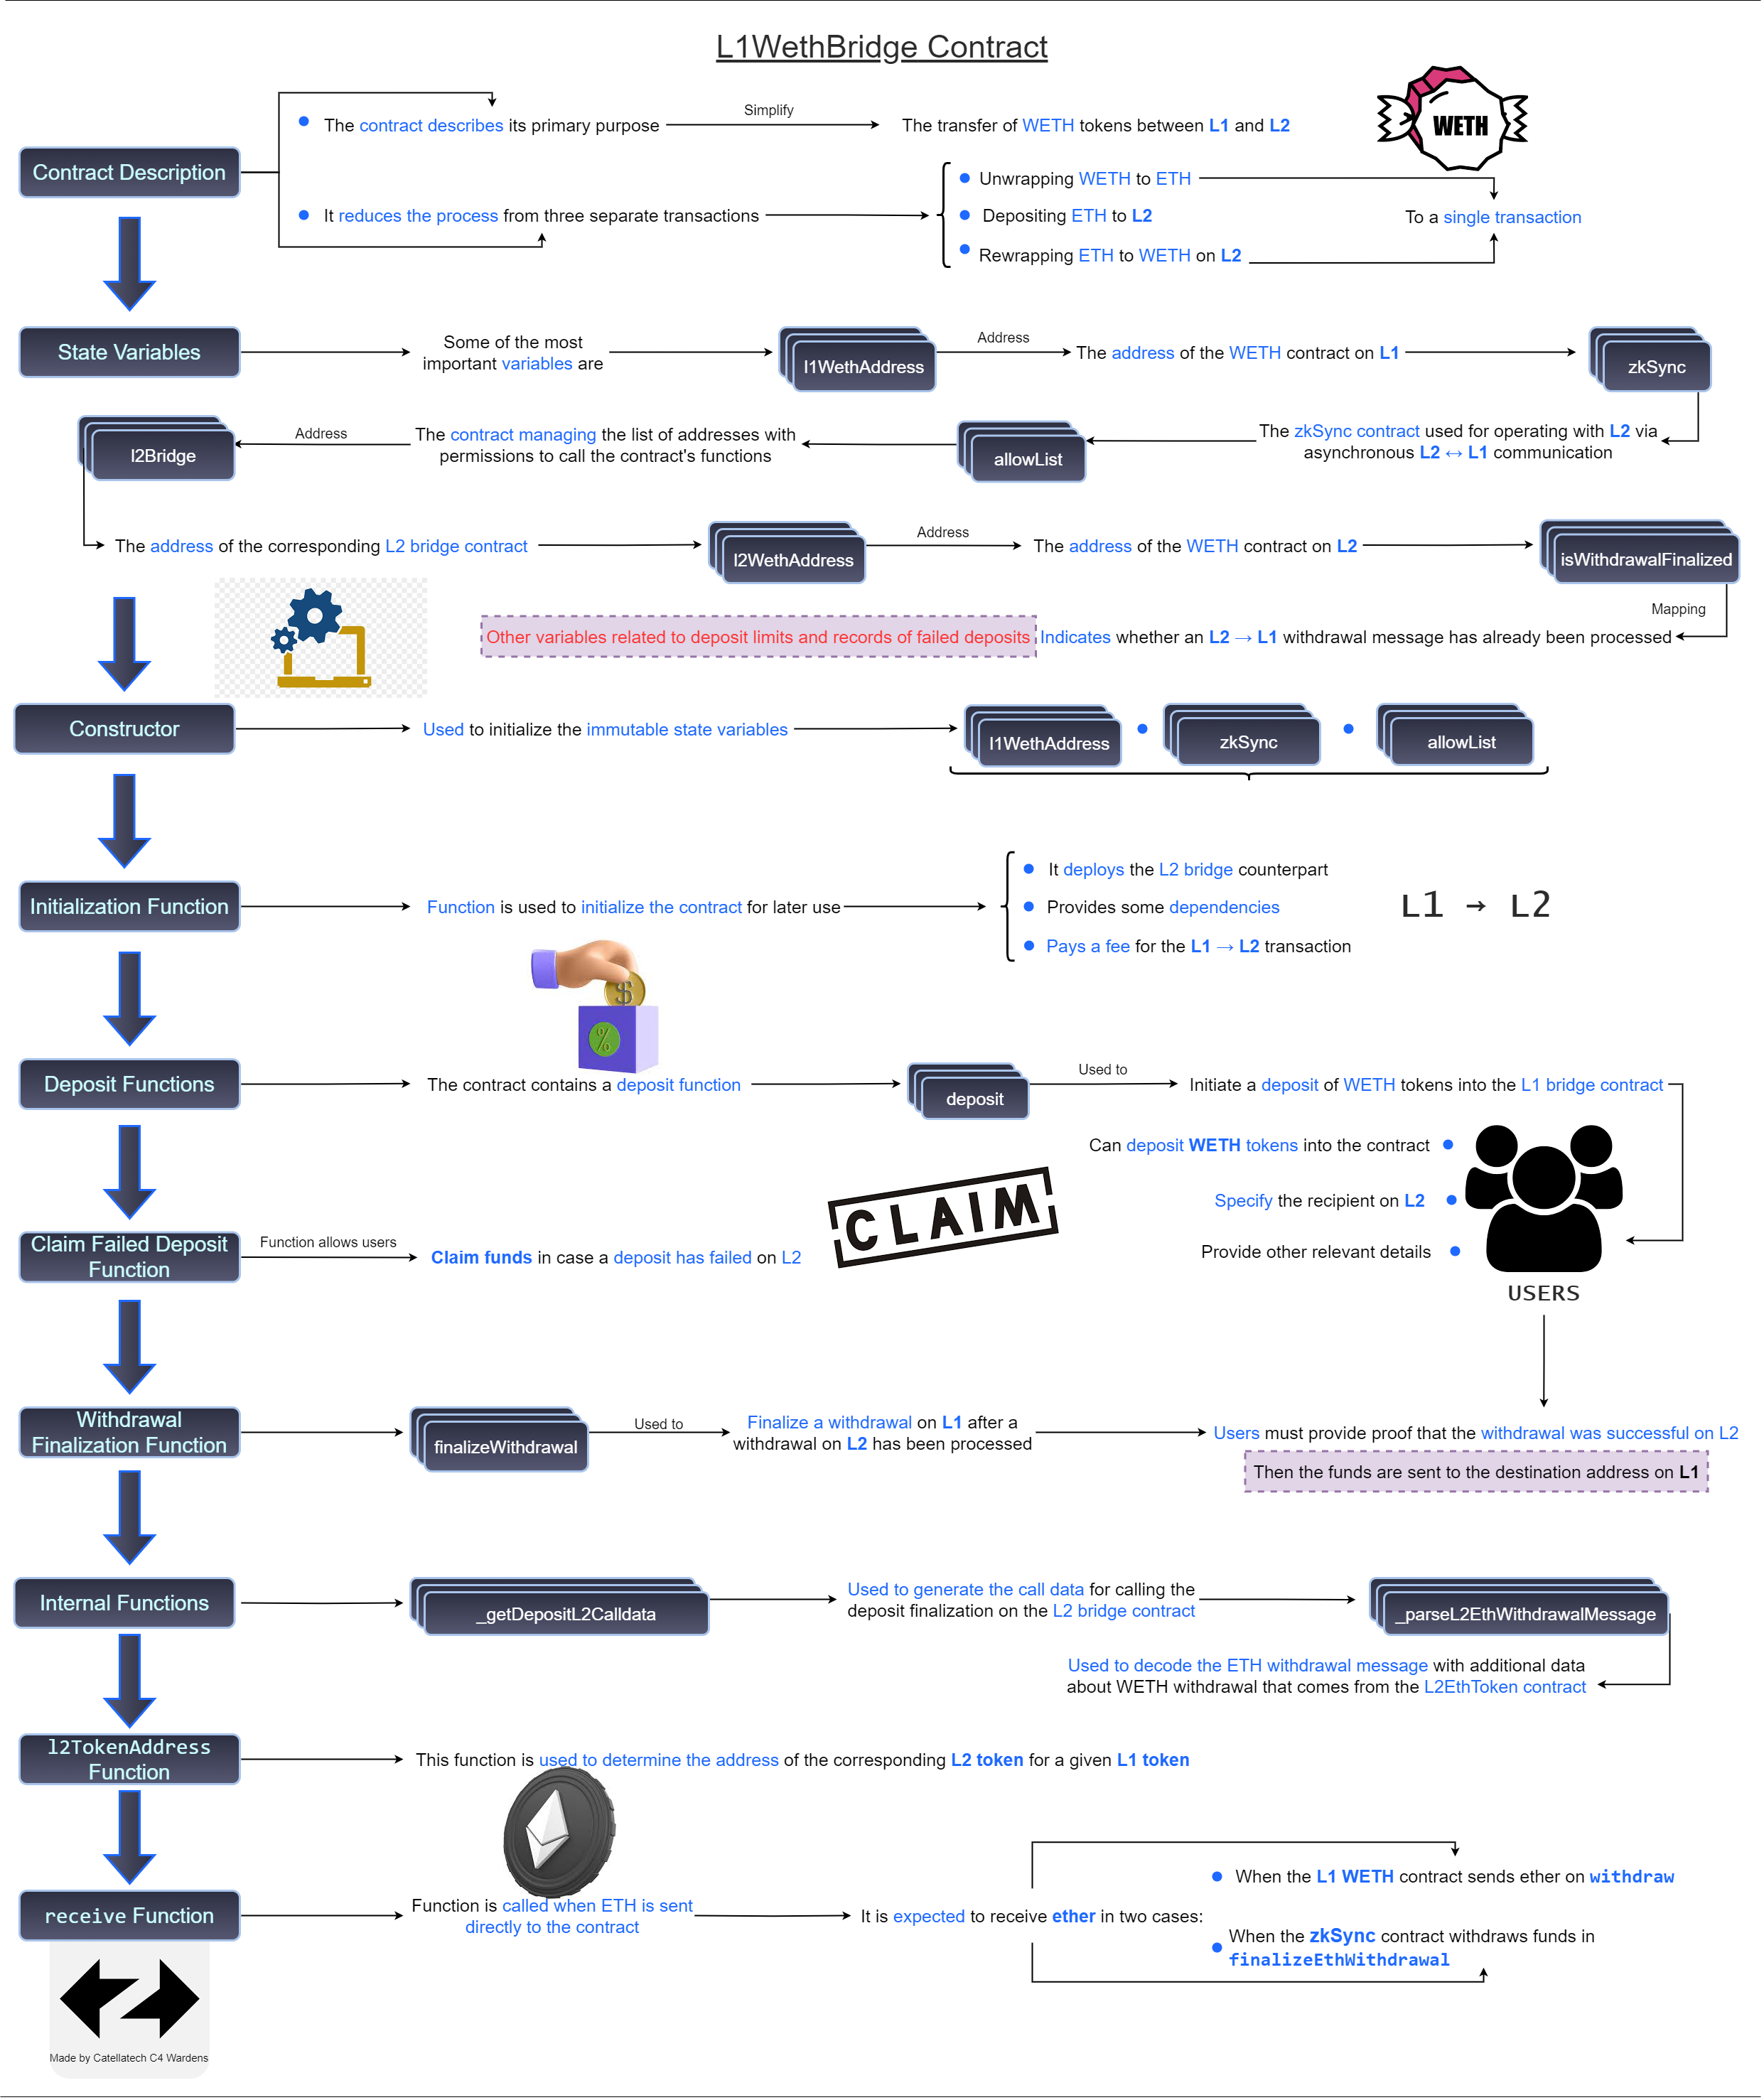 L1WethBridge Contract
Contract Description
The contract describes its primary purpose
Simplify
The transfer of WETH tokens between L1 and L2
WETH
It reduces the process from three separate transactions
Unwrapping WETH to ETH
Depositing ETH to L2
Rewrapping ETH to WETH on L2
To a single transaction
State Variables
Some of the most
important variables are
l1WethAddress
Address
The address of the WETH contract on L1
zkSync
The zkSync contract used for operating with L2 via
asynchronous L2 ↔ L1 communication
allowList
The contract managing the list of addresses with
permissions to call the contract's functions
Address
l2Bridge
The address of the corresponding L2 bridge contract
l2WethAddress
Address
The address of the WETH contract on L2
isWithdrawalFinalized
Mapping
Indicates whether an L2 → L1 withdrawal message has already been processed
Other variables related to deposit limits and records of failed deposits
Constructor
Used to initialize the immutable state variables
l1WethAddress
zkSync
allowList
Initialization Function
Function is used to initialize the contract for later use
It deploys the L2 bridge counterpart
Provides some dependencies
Pays a fee for the L1 → L2 transaction
L1 → L2
$
%
Deposit Functions
The contract contains a deposit function
deposit
Used to
Initiate a deposit of WETH tokens into the L1 bridge contract
Can deposit WETH tokens into the contract
Specify the recipient on L2
Provide other relevant details
USERS
Claim Failed Deposit
Function
Function allows users
Claim funds in case a deposit has failed on L2
CLAIM
Withdrawal
Finalization Function
finalizeWithdrawal
Used to
Finalize a withdrawal on L1 after a
withdrawal on L2 has been processed
Users must provide proof that the withdrawal was successful on L2
Then the funds are sent to the destination address on L1
Internal Functions
_getDepositL2Calldata
Used to generate the call data for calling the
deposit finalization on the L2 bridge contract
_parseL2EthWithdrawalMessage
Used to decode the ETH withdrawal message with additional data
about WETH withdrawal that comes from the L2EthToken contract
l2TokenAddress
Function
This function is used to determine the address of the corresponding L2 token for a given L1 token
receive Function
Function is called when ETH is sent
directly to the contract
It is expected to receive ether in two cases:
When the L1 WETH contract sends ether on withdraw
When the zkSync contract withdraws funds in
finalizeEthWithdrawal
Made by Catellatech C4 Wardens